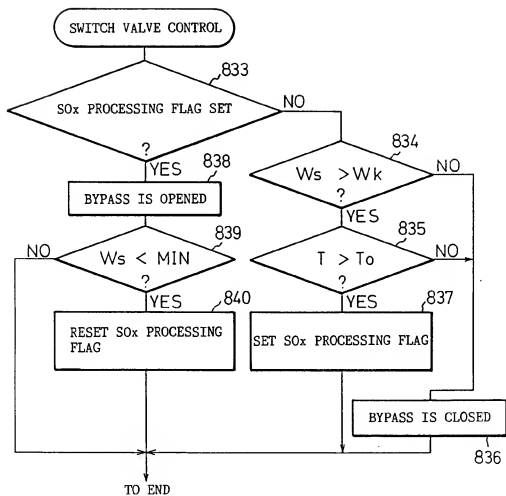 SWITCH VALVE CONTROL
833
SOx PROCESSING FLAG SET
?
NO
YES
838
834
Ws > Wk
?
NO
YES
BYPASS IS OPENED
839
835
NO
Ws < MIN
?
YES
T > To
?
NO
YES
840
837
RESET SOx PROCESSING
FLAG
SET SOx PROCESSING FLAG
BYPASS IS CLOSED
836
TO END